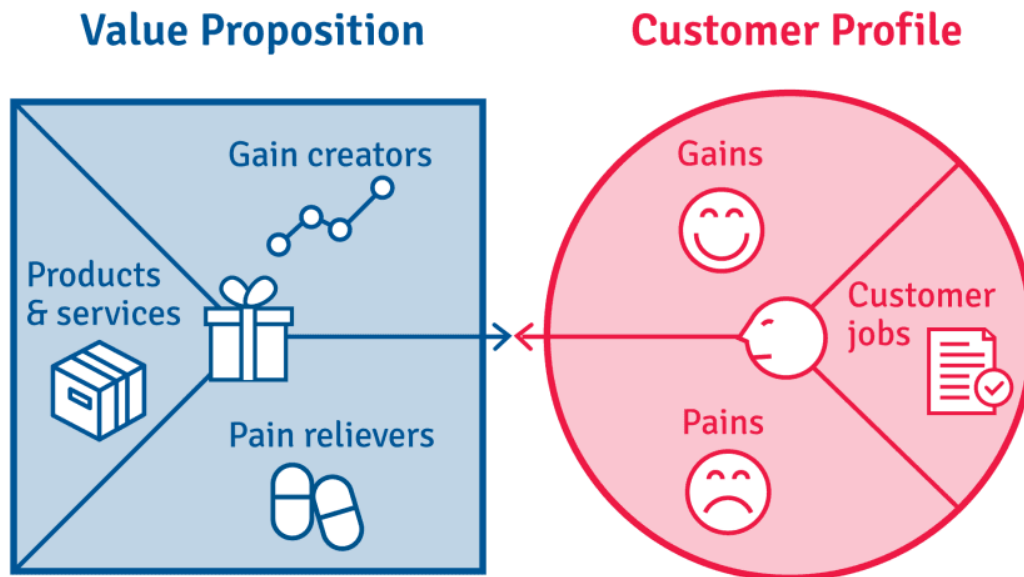 Value Proposition
Customer Profile
Gain creators
Products
& services
Pain relievers
Gains
Customer
jobs
Pains